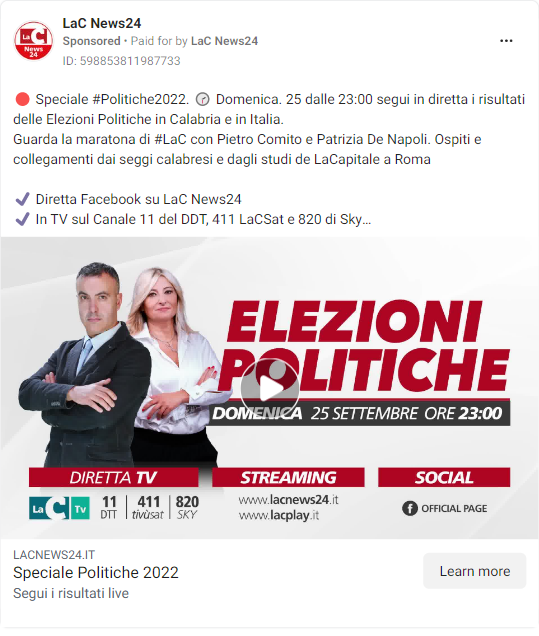 LaC News24
Sponsored • Paid for by LaC News24
ID: 598853811987733
LaC
News
24
🔴 Speciale #Politiche2022. 🕝 Domenica. 25 dalle 23:00 segui in diretta i risultati
delle Elezioni Politiche in Calabria e in Italia.
Guarda la maratona di #LaC con Pietro Comito e Patrizia De Napoli. Ospiti e
collegamenti dai seggi calabresi e dagli studi de LaCapitale a Roma
✔ Diretta Facebook su LaC News24
✔ In TV sul Canale 11 del DDT, 411 LaCSat e 820 di Sky...
ELEZIONI
POLITICHE
DOMENICA 25 SETTEMBRE ORE 23:00
DIRETTA TV
LaC Tv
11 DTT
411 tivùsat
820 SKY
STREAMING
www.lacnews24.it
www.lacplay.it
SOCIAL
OFFICIAL PAGE
LACNEWS24.IT
Speciale Politiche 2022
Segui i risultati live
Learn more